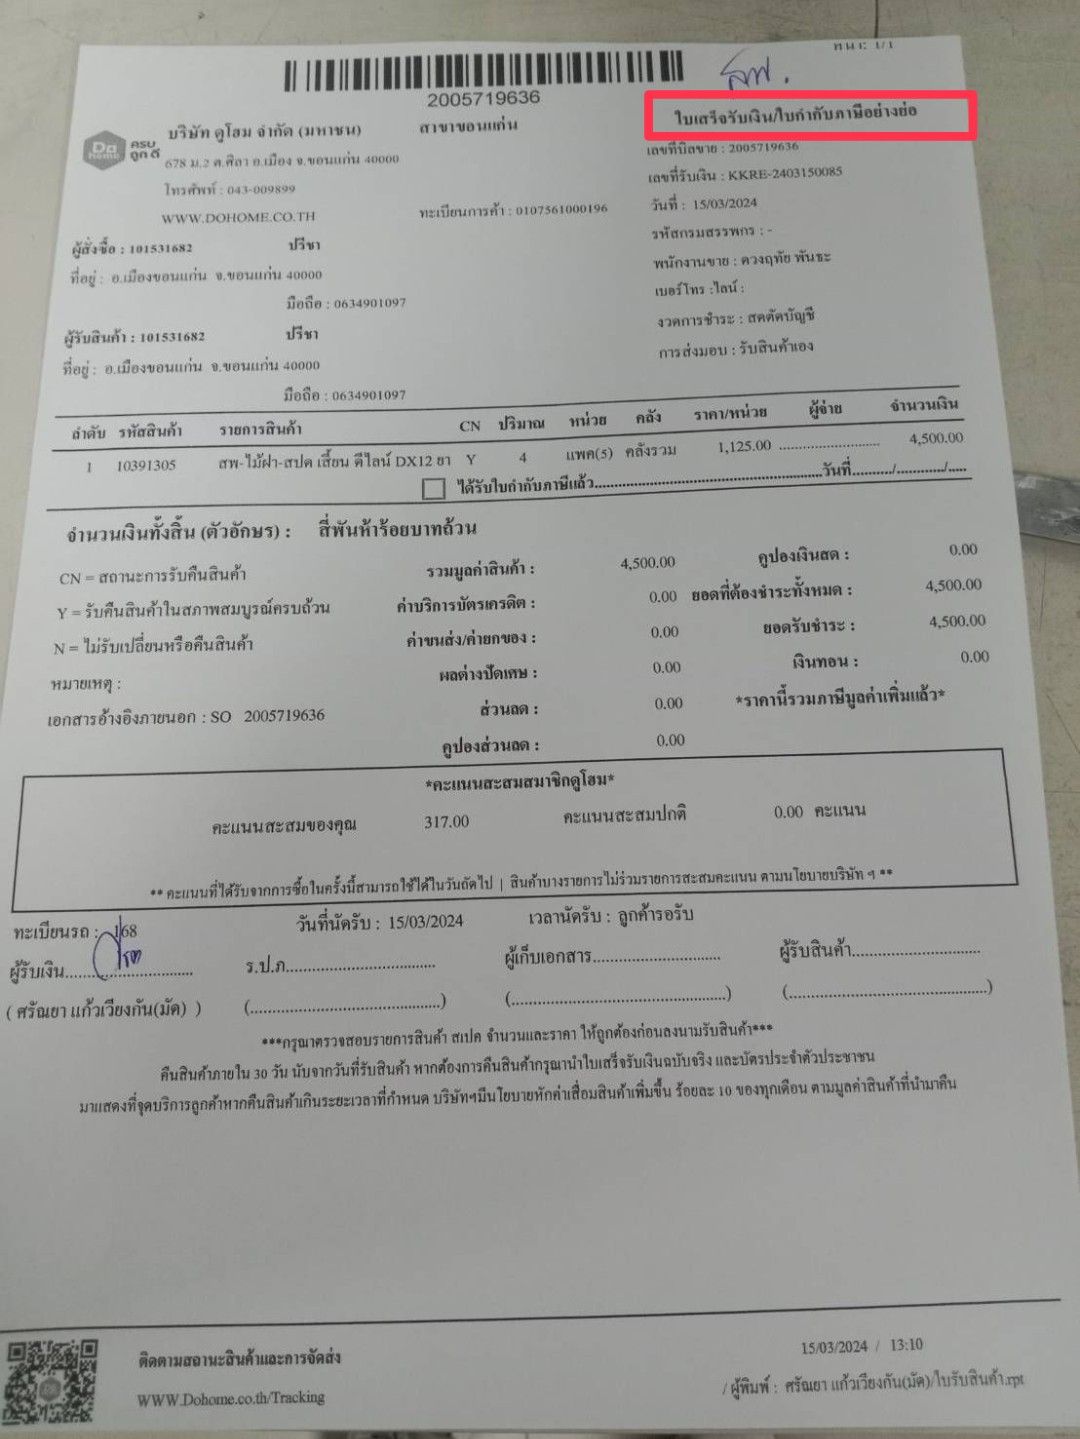 หน้า: 1/1
2005719636
ใบเสร็จรับเงิน/ใบกำกับภาษีอย่างย่อ
DoHome ครบ ถูก ดี
บริษัท ดูโฮม จำกัด (มหาชน) สาขาขอนแก่น
678 ม.2 ต.ศิลา อ.เมือง จ.ขอนแก่น 40000
โทรศัพท์ : 043-009899
WWW.DOHOME.CO.TH ทะเบียนการค้า : 0107561000196
เลขที่บิลขาย : 2005719636
เลขที่รับเงิน : KKRE-2403150085
วันที่ : 15/03/2024
รหัสกรมสรรพกร : -
พนักงานขาย : ดวงฤทัย พันธะ
เบอร์โทร :ไลน์ :
งวดการชำระ : สดตัดบัญชี
การส่งมอบ : รับสินค้าเอง
ผู้สั่งซื้อ : 101531682 ปรีชา
ที่อยู่ : อ.เมืองขอนแก่น จ.ขอนแก่น 40000
มือถือ : 0634901097
ผู้รับสินค้า : 101531682 ปรีชา
ที่อยู่ : อ.เมืองขอนแก่น จ.ขอนแก่น 40000
มือถือ : 0634901097
ลำดับ รหัสสินค้า รายการสินค้า CN ปริมาณ หน่วย คลัง ราคา/หน่วย ผู้จ่าย จำนวนเงิน
1 10391305 สพ-ไม้ฝา-สปด เสี้ยน ดีไลน์ DX12 ยา Y 4 แพค(5) คลังรวม 1,125.00 .......................... 4,500.00
ได้รับใบกำกับภาษีแล้ว..........................................................วันที่........../............/.....
จำนวนเงินทั้งสิ้น (ตัวอักษร) : สี่พันห้าร้อยบาทถ้วน
CN = สถานะการรับคืนสินค้า รวมมูลค่าสินค้า : 4,500.00 คูปองเงินสด : 0.00
Y = รับคืนสินค้าในสภาพสมบูรณ์ครบถ้วน ค่าบริการบัตรเครดิต : 0.00 ยอดที่ต้องชำระทั้งหมด : 4,500.00
N = ไม่รับเปลี่ยนหรือคืนสินค้า ค่าขนส่ง/ค่ายกของ : 0.00 ยอดรับชำระ : 4,500.00
หมายเหตุ : ผลต่างปัดเศษ : 0.00 เงินทอน : 0.00
เอกสารอ้างอิงภายนอก : SO 2005719636 ส่วนลด : 0.00 *ราคานี้รวมภาษีมูลค่าเพิ่มแล้ว*
คูปองส่วนลด : 0.00
*คะแนนสะสมสมาชิกดูโฮม*
คะแนนสะสมของคุณ 317.00 คะแนนสะสมปกติ 0.00 คะแนน
** คะแนนที่ได้รับจากการซื้อในครั้งนี้สามารถใช้ได้ในวันถัดไป | สินค้าบางรายการไม่ร่วมรายการสะสมคะแนน ตามนโยบายบริษัท ฯ **
ทะเบียนรถ : 168 วันที่นัดรับ : 15/03/2024 เวลานัดรับ : ลูกค้ารอรับ
ผู้รับเงิน.............................. ร.ป.ภ................................... ผู้เก็บเอกสาร............................. ผู้รับสินค้า.............................
( ศรัณยา แก้วเวียงกัน(มัด) ) (............................................) (.................................................) (.............................................)
***กรุณาตรวจสอบรายการสินค้า สเปค จำนวนและราคา ให้ถูกต้องก่อนลงนามรับสินค้า***
คืนสินค้าภายใน 30 วัน นับจากวันที่รับสินค้า หากต้องการคืนสินค้ากรุณานำใบเสร็จรับเงินฉบับจริง และบัตรประจำตัวประชาชน
มาแสดงที่จุดบริการลูกค้าหากคืนสินค้าเกินระยะเวลาที่กำหนด บริษัทฯมีนโยบายหักค่าเสื่อมสินค้าเพิ่มขึ้น ร้อยละ 10 ของทุกเดือน ตามมูลค่าสินค้าที่นำมาคืน
ติดตามสถานะสินค้าและการจัดส่ง 15/03/2024 / 13:10
WWW.Dohome.co.th/Tracking / ผู้พิมพ์ : ศรัณยา แก้วเวียงกัน(มัด)/ใบรับสินค้า.rpt